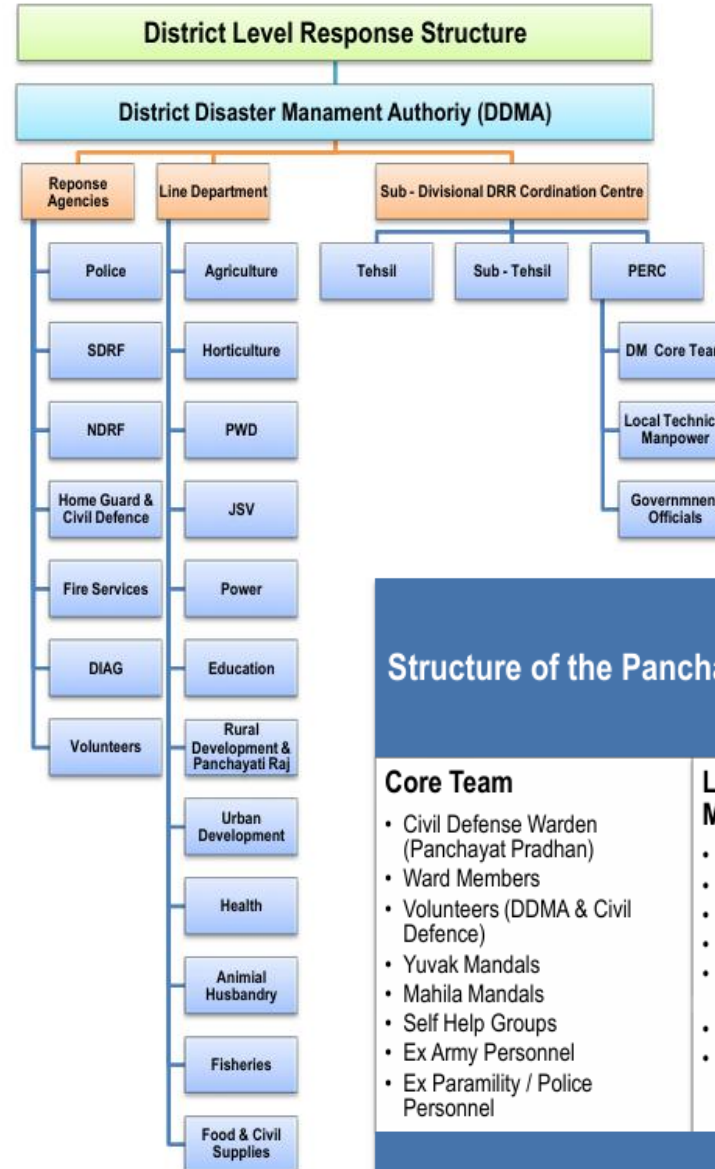 District Level Response Structure
District Disaster Manament Authoriy (DDMA)
Reponse
Agencies
Line Department
Sub - Divisional DRR Cordination Centre
Police
SDRF
NDRF
Home Guard &
Civil Defence
Fire Services
DIAG
Volunteers
Agriculture
Horticulture
PWD
JSV
Power
Education
Rural
Development &
Panchayati Raj
Urban
Development
Health
Animial
Husbandry
Fisheries
Food & Civil
Supplies
Tehsil
Sub - Tehsil
PERC
DM Core
Local
Manpower
Officials
Structure of the
Core Team
• Civil Defense Warden
(Panchayat Pradhan)
• Ward Members
• Volunteers (DDMA & Civil
Defence)
• Yuvak Mandals
• Mahila Mandals
• Self Help Groups
• Ex Army Personnel
• Ex Paramility / Police
Personnel